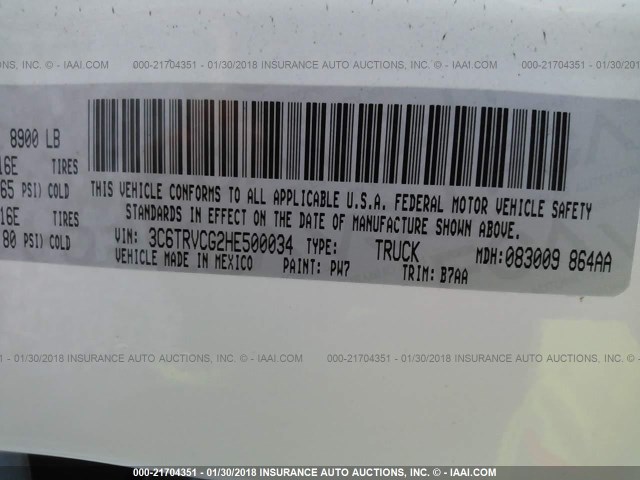 AUCTIONS, INC. - IAAI.COM 000-21704351 - 01/30/2018 INSURANCE AUTO AUCTIONS, INC. © - IAAI.COM 000-21704351 - 01/30/2018
8900 LB
16E TIRES
65 PSI) COLD
16E TIRES
80 PSI) COLD
THIS VEHICLE CONFORMS TO ALL APPLICABLE U.S.A. FEDERAL MOTOR VEHICLE SAFETY
STANDARDS IN EFFECT ON THE DATE OF MANUFACTURE SHOWN ABOVE.
VIN: 3C6TRVCG2HE500034 TYPE: TRUCK MDH: 083009 864AA
VEHICLE MADE IN MEXICO PAINT: PW7 TRIM: B7AA
- 01/30/2018 INSURANCE AUTO AUCTIONS, INC. © - IAAI.COM 000-21704351 - 01/30/2018 INSURANCE AUTO AUCTIONS, INC.
000-21704351 - 01/30/2018 INSURANCE AUTO AUCTIONS, INC. © - IAAI.COM